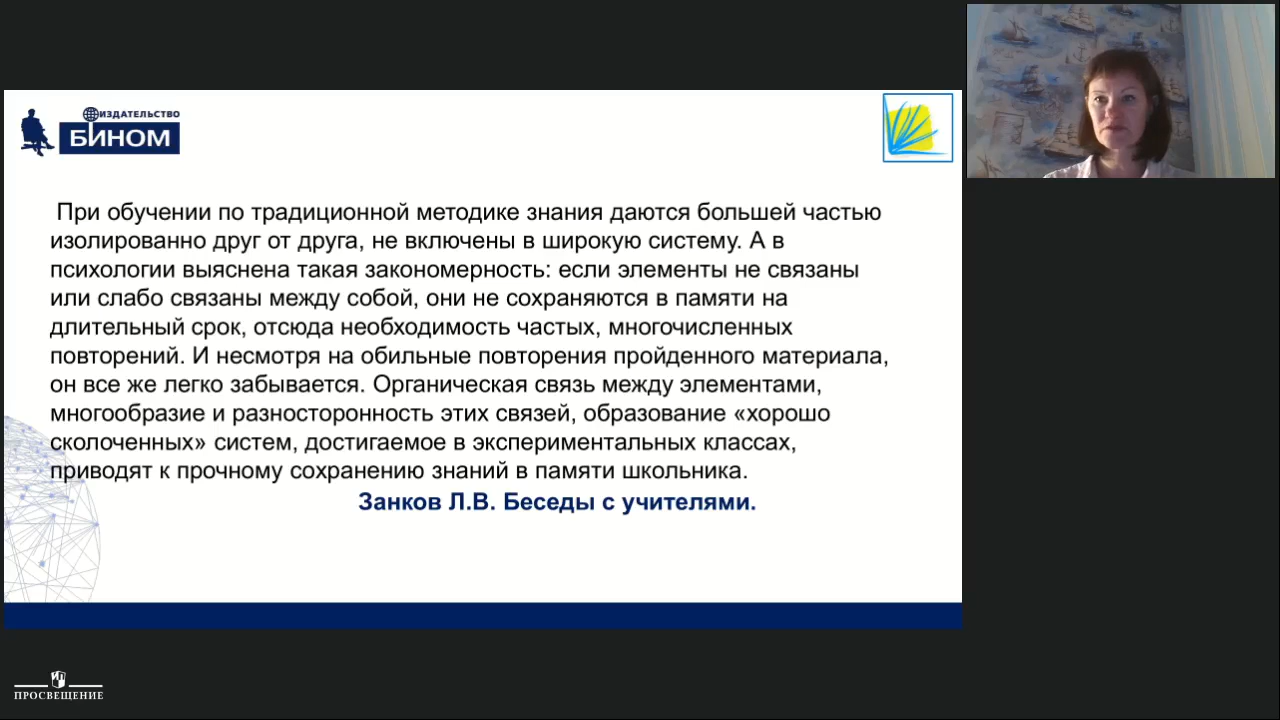 ИЗДАТЕЛЬСТВО
БИНОМ
При обучении по традиционной методике знания даются большей частью
изолированно друг от друга, не включены в широкую систему. А в
психологии выяснена такая закономерность: если элементы не связаны
или слабо связаны между собой, они не сохраняются в памяти на
длительный срок, отсюда необходимость частых, многочисленных
повторений. И несмотря на обильные повторения пройденного материала,
он все же легко забывается. Органическая связь между элементами,
многообразие и разносторонность этих связей, образование «хорошо
сколоченных» систем, достигаемое в экспериментальных классах,
приводят к прочному сохранению знаний в памяти школьника.
Занков Л.В. Беседы с учителями.
ПРОСВЕЩЕНИЕ